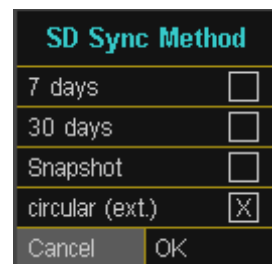 SD Sync Method
7 days
30 days
Snapshot
circular (ext.) X
Cancel OK